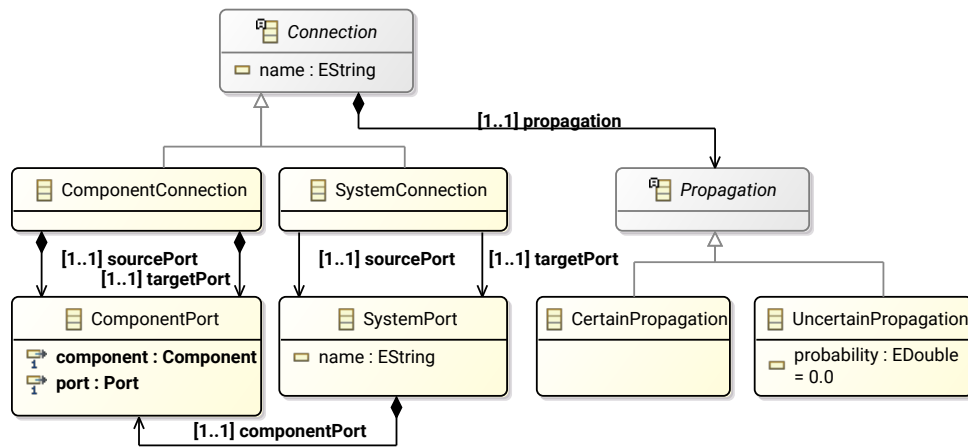 Connection
name : EString
[1..1] propagation
ComponentConnection
SystemConnection
Propagation
[1..1] sourcePort
[1..1] targetPort
[1..1] sourcePort
[1..1] targetPort
ComponentPort
component : Component
1
port : Port
1
SystemPort
name : EString
CertainPropagation
UncertainPropagation
probability : EDouble
= 0.0
[1..1] componentPort